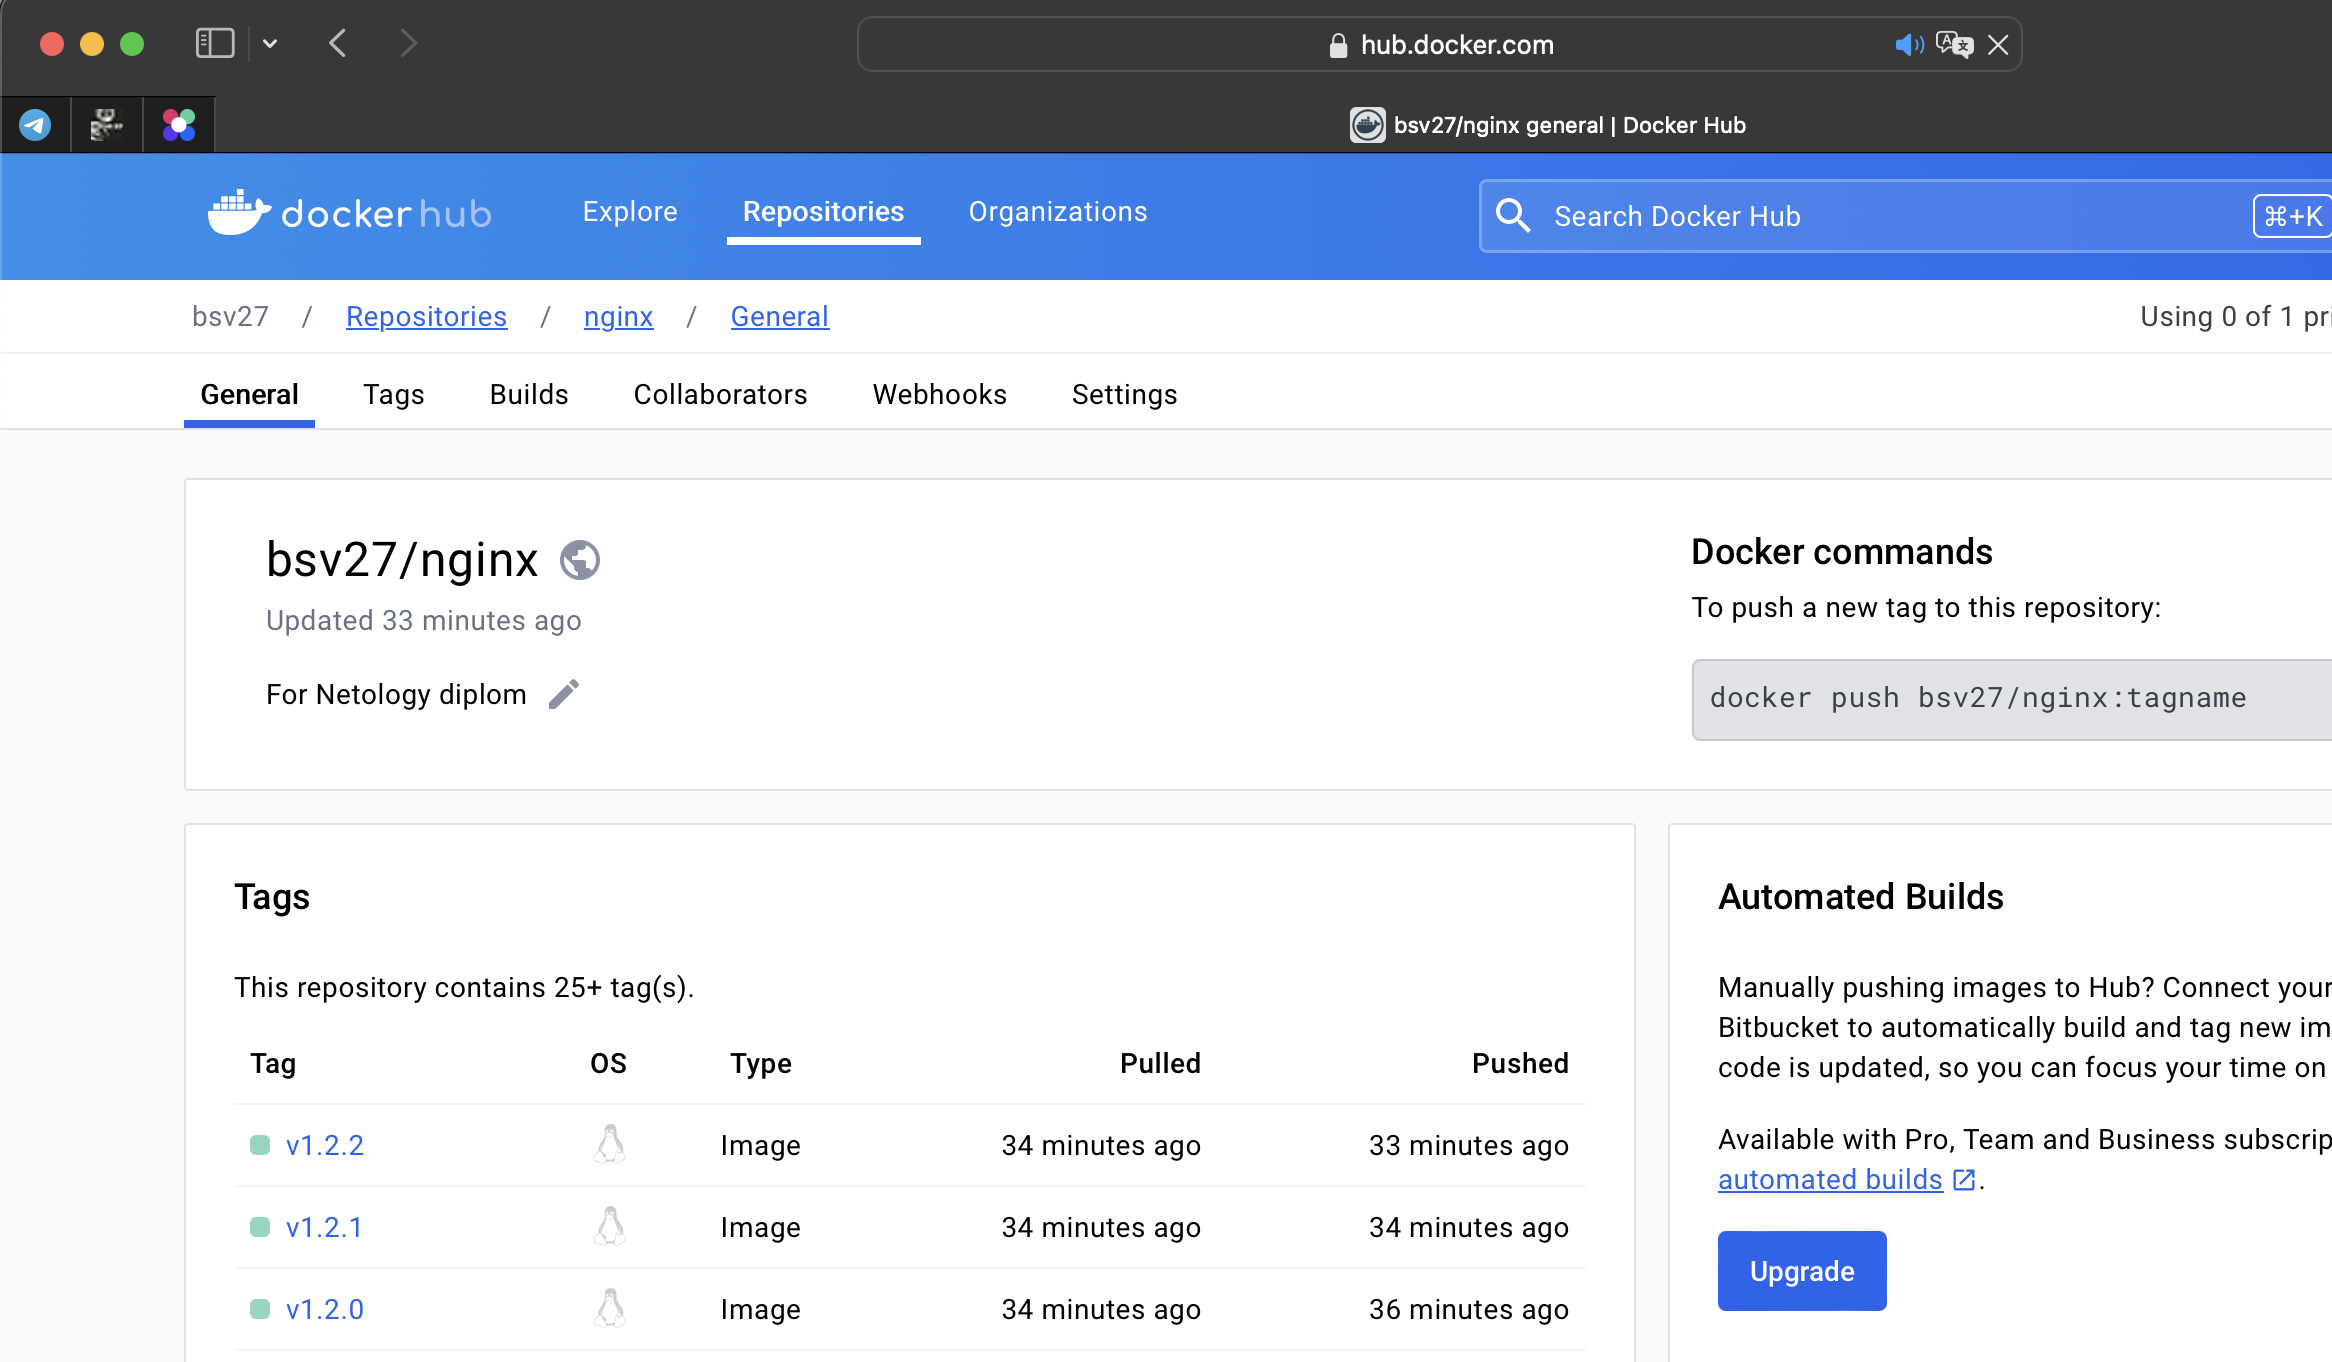 hub.docker.com
bsv27/nginx general | Docker Hub
docker hub
Explore
Repositories
Organizations
Search Docker Hub
⌘+K
bsv27 / Repositories / nginx / General
Using 0 of 1 pri
General
Tags
Builds
Collaborators
Webhooks
Settings
bsv27/nginx
Updated 33 minutes ago
For Netology diplom
Docker commands
To push a new tag to this repository:
docker push bsv27/nginx:tagname
Tags
This repository contains 25+ tag(s).
Tag OS Type Pulled Pushed
v1.2.2 Image 34 minutes ago 33 minutes ago
v1.2.1 Image 34 minutes ago 34 minutes ago
v1.2.0 Image 34 minutes ago 36 minutes ago
Automated Builds
Manually pushing images to Hub? Connect your
Bitbucket to automatically build and tag new im
code is updated, so you can focus your time on
Available with Pro, Team and Business subscrip
automated builds.
Upgrade